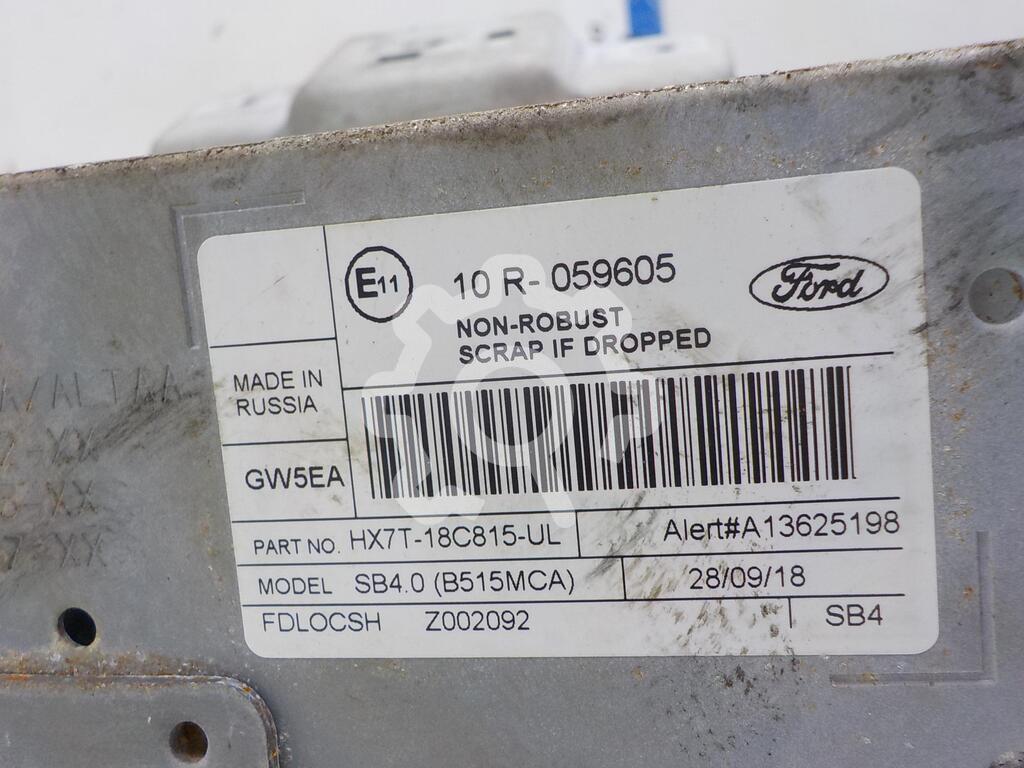 E11
10 R- 059605
Ford
NON-ROBUST
SCRAP IF DROPPED
MADE IN
RUSSIA
GW5EA
PART NO. HX7T-18C815-UL
Alert#A13625198
MODEL SB4.0 (B515MCA)
28/09/18
FDLOCSH Z002092
SB4